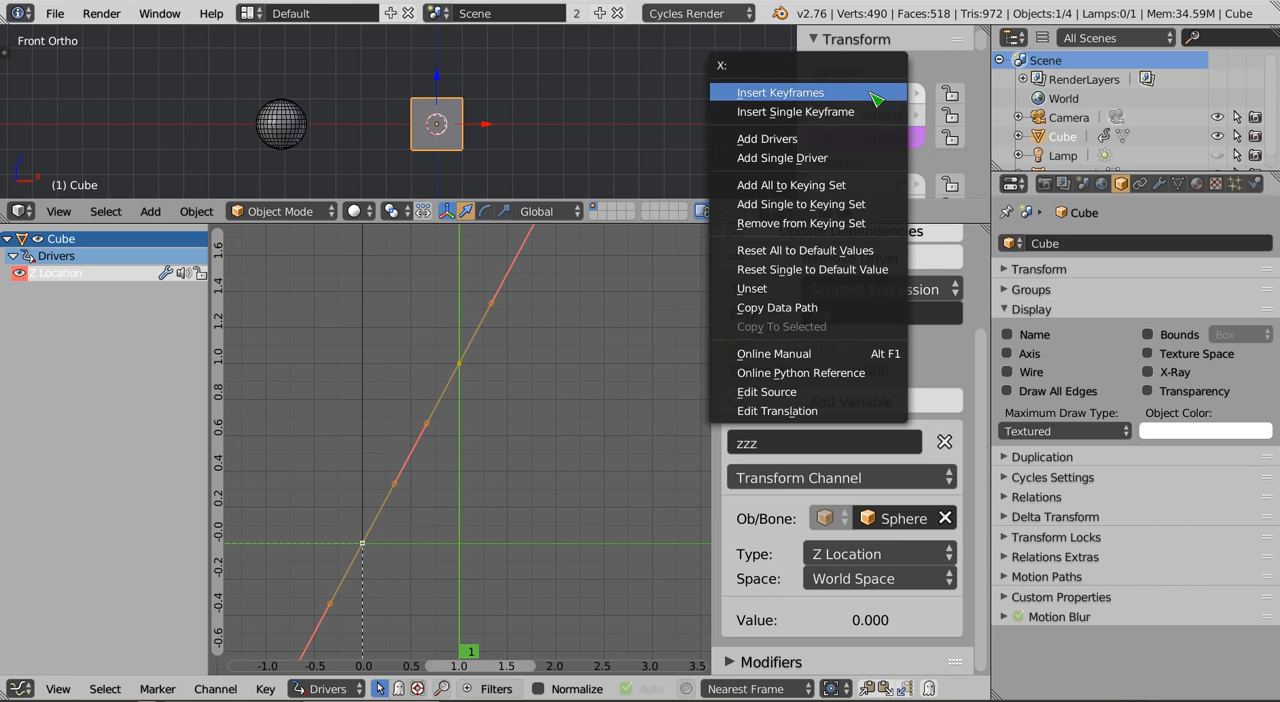 File Render Window Help Default Scene 2 Cycles Render v2.76 | Verts:490 | Faces:518 | Tris:972 | Objects:1/4 | Lamps:0/1 | Mem:34.59M | Cube
Front Ortho
(1) Cube
View Select Add Object Object Mode Global
Transform
X:
Insert Keyframes
Insert Single Keyframe
Add Drivers
Add Single Driver
Add All to Keying Set
Add Single to Keying Set
Remove from Keying Set
Reset All to Default Values
Reset Single to Default Value
Unset
Copy Data Path
Copy To Selected
Online Manual Alt F1
Online Python Reference
Edit Source
Edit Translation
Cube
Drivers
Z Location
1.6
1.4
1.2
1.0
0.8
0.6
0.4
0.2
-0.0
-0.2
-0.4
-0.6
1
-1.0 -0.5 0.0 0.5 1.0 1.5 2.0 2.5 3.0 3.5
Scripted Expression
Add Variable
zzz
Transform Channel
Ob/Bone: Sphere
Type: Z Location
Space: World Space
Value: 0.000
Modifiers
View Select Marker Channel Key Drivers Filters Normalize Auto Nearest Frame
All Scenes
Scene
RenderLayers
World
Camera
Cube
Lamp
Cube
Cube
Transform
Groups
Display
Name Bounds Box
Axis Texture Space
Wire X-Ray
Draw All Edges Transparency
Maximum Draw Type: Object Color:
Textured
Duplication
Cycles Settings
Relations
Delta Transform
Transform Locks
Relations Extras
Motion Paths
Custom Properties
Motion Blur